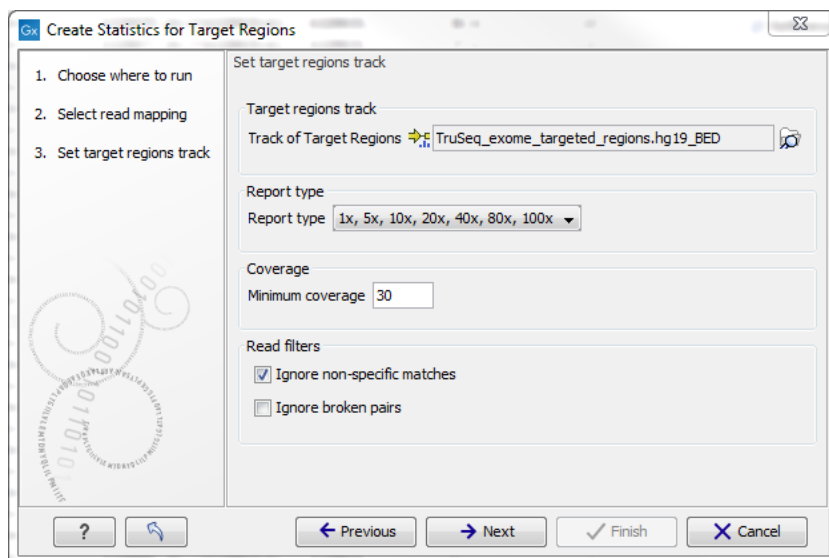 Gx Create Statistics for Target Regions
1. Choose where to run
2. Select read mapping
3. Set target regions track
Set target regions track
Target regions track
Track of Target Regions TruSeq_exome_targeted_regions.hg19_BED
Report type
Report type 1x, 5x, 10x, 20x, 40x, 80x, 100x
Coverage
Minimum coverage 30
Read filters
Ignore non-specific matches
Ignore broken pairs
? Previous Next Finish Cancel